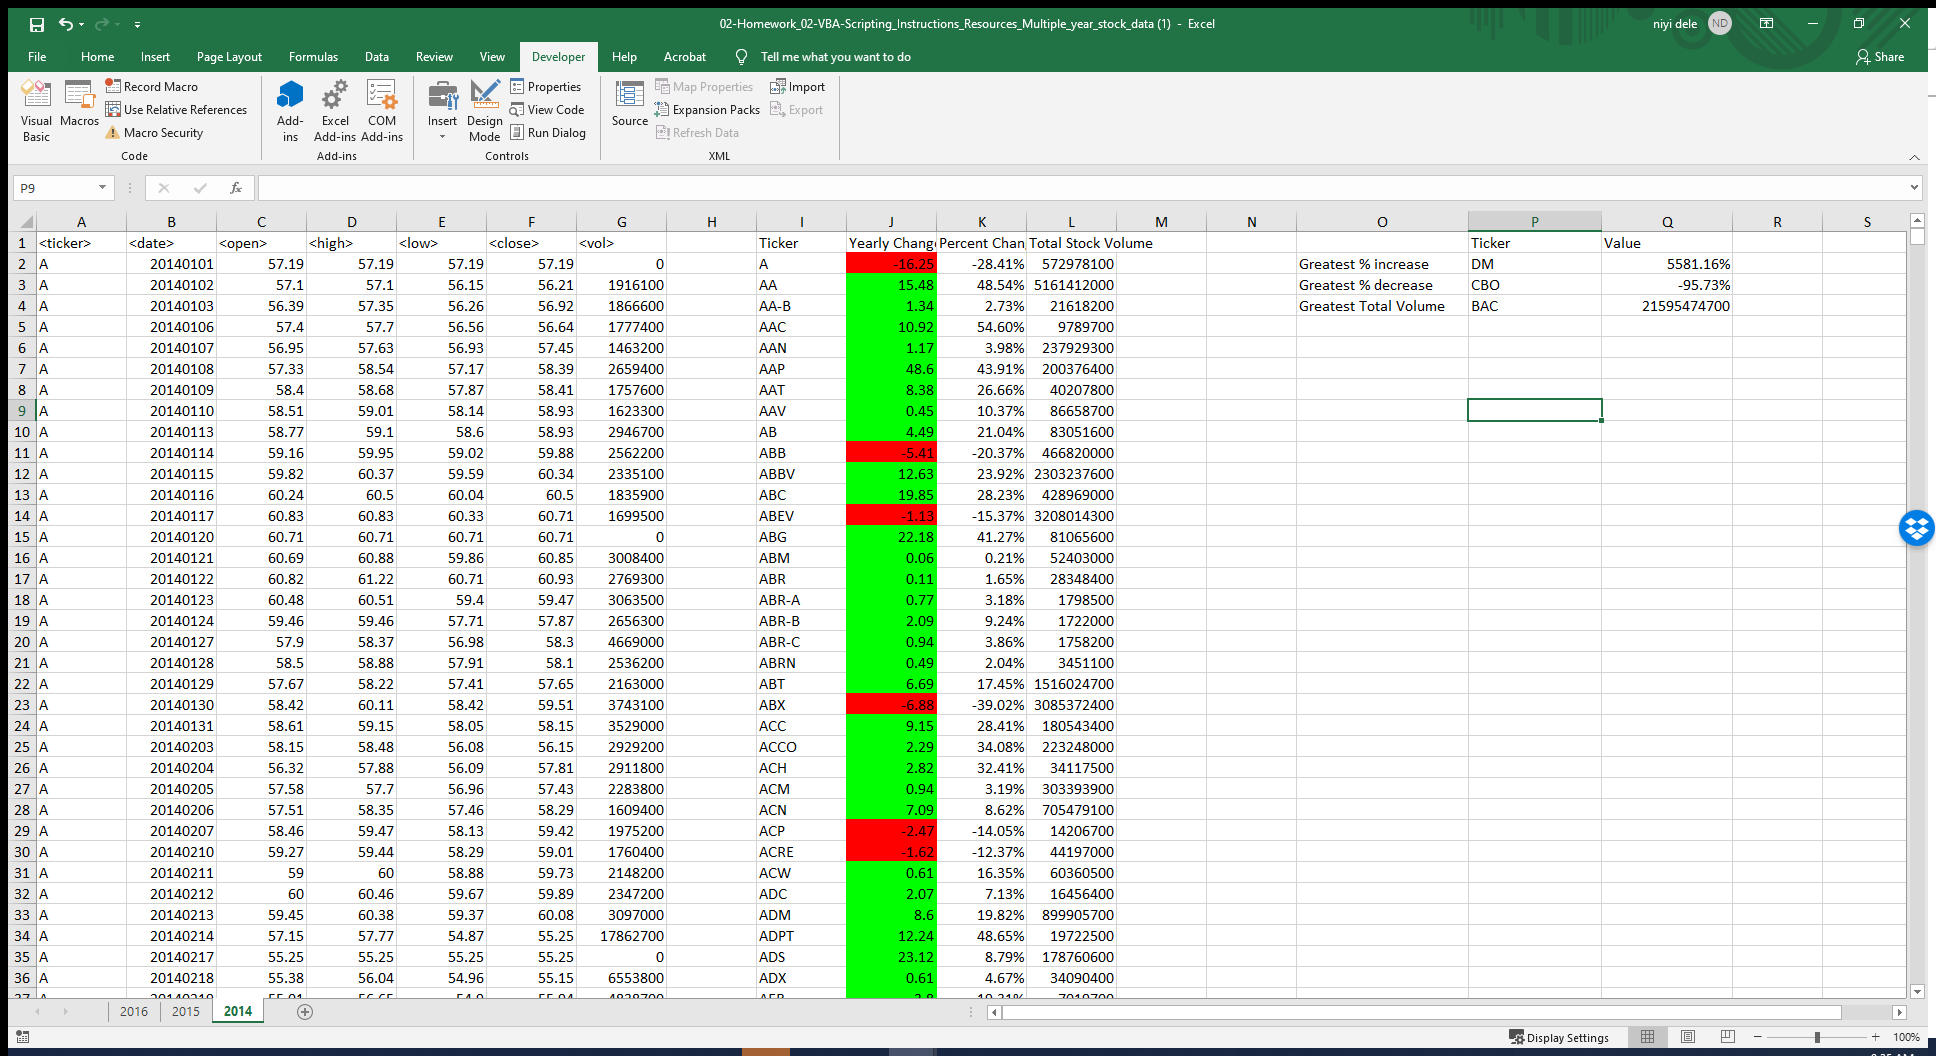 02-Homework_02-VBA-Scripting_Instructions_Resources_Multiple_year_stock_data (1) - Excel
niyi dele ND
File Home Insert Page Layout Formulas Data Review View Developer Help Acrobat Tell me what you want to do Share
Visual Basic
Macros
Record Macro
Use Relative References
Macro Security
Code
Add-ins
Excel Add-ins
COM Add-ins
Add-ins
Insert
Design Mode
Properties
View Code
Run Dialog
Controls
Source
Map Properties
Expansion Packs
Refresh Data
Import
Export
XML
P9 fx
A B C D E F G H I J K L M N O P Q R S
1 <ticker> <date> <open> <high> <low> <close> <vol> Ticker Yearly Chang Percent Chan Total Stock Volume Ticker Value
2 A 20140101 57.19 57.19 57.19 57.19 0 A -16.25 -28.41% 572978100 Greatest % increase DM 5581.16%
3 A 20140102 57.1 57.1 56.15 56.21 1916100 AA 15.48 48.54% 5161412000 Greatest % decrease CBO -95.73%
4 A 20140103 56.39 57.35 56.26 56.92 1866600 AA-B 1.34 2.73% 21618200 Greatest Total Volume BAC 21595474700
5 A 20140106 57.4 57.7 56.56 56.64 1777400 AAC 10.92 54.60% 9789700
6 A 20140107 56.95 57.63 56.93 57.45 1463200 AAN 1.17 3.98% 237929300
7 A 20140108 57.33 58.54 57.17 58.39 2659400 AAP 48.6 43.91% 200376400
8 A 20140109 58.4 58.68 57.87 58.41 1757600 AAT 8.38 26.66% 40207800
9 A 20140110 58.51 59.01 58.14 58.93 1623300 AAV 0.45 10.37% 86658700
10 A 20140113 58.77 59.1 58.6 58.93 2946700 AB 4.49 21.04% 83051600
11 A 20140114 59.16 59.95 59.02 59.88 2562200 ABB -5.41 -20.37% 466820000
12 A 20140115 59.82 60.37 59.59 60.34 2335100 ABBV 12.63 23.92% 2303237600
13 A 20140116 60.24 60.5 60.04 60.5 1835900 ABC 19.85 28.23% 428969000
14 A 20140117 60.83 60.83 60.33 60.71 1699500 ABEV -1.13 -15.37% 3208014300
15 A 20140120 60.71 60.71 60.71 60.71 0 ABG 22.18 41.27% 81065600
16 A 20140121 60.69 60.88 59.86 60.85 3008400 ABM 0.06 0.21% 52403000
17 A 20140122 60.82 61.22 60.71 60.93 2769300 ABR 0.11 1.65% 28348400
18 A 20140123 60.48 60.51 59.4 59.47 3063500 ABR-A 0.77 3.18% 1798500
19 A 20140124 59.46 59.46 57.71 57.87 2656300 ABR-B 2.09 9.24% 1722000
20 A 20140127 57.9 58.37 56.98 58.3 4669000 ABR-C 0.94 3.86% 1758200
21 A 20140128 58.5 58.88 57.91 58.1 2536200 ABRN 0.49 2.04% 3451100
22 A 20140129 57.67 58.22 57.41 57.65 2163000 ABT 6.69 17.45% 1516024700
23 A 20140130 58.42 60.11 58.42 59.51 3743100 ABX -6.88 -39.02% 3085372400
24 A 20140131 58.61 59.15 58.05 58.15 3529000 ACC 9.15 28.41% 180543400
25 A 20140203 58.15 58.48 56.08 56.15 2929200 ACCO 2.29 34.08% 223248000
26 A 20140204 56.32 57.88 56.09 57.81 2911800 ACH 2.82 32.41% 34117500
27 A 20140205 57.58 57.7 56.96 57.43 2283800 ACM 0.94 3.19% 303393900
28 A 20140206 57.51 58.35 57.46 58.29 1609400 ACN 7.09 8.62% 705479100
29 A 20140207 58.46 59.47 58.13 59.42 1975200 ACP -2.47 -14.05% 14206700
30 A 20140210 59.27 59.44 58.29 59.01 1760400 ACRE -1.62 -12.37% 44197000
31 A 20140211 59 60 58.88 59.73 2148200 ACW 0.61 16.35% 60360500
32 A 20140212 60 60.46 59.67 59.89 2347200 ADC 2.07 7.13% 16456400
33 A 20140213 59.45 60.38 59.37 60.08 3097000 ADM 8.6 19.82% 899905700
34 A 20140214 57.15 57.77 54.87 55.25 17862700 ADPT 12.24 48.65% 19722500
35 A 20140217 55.25 55.25 55.25 55.25 0 ADS 23.12 8.79% 178760600
36 A 20140218 55.38 56.04 54.96 55.15 6553800 ADX 0.61 4.67% 34090400
2016 2015 2014
Display Settings 100%